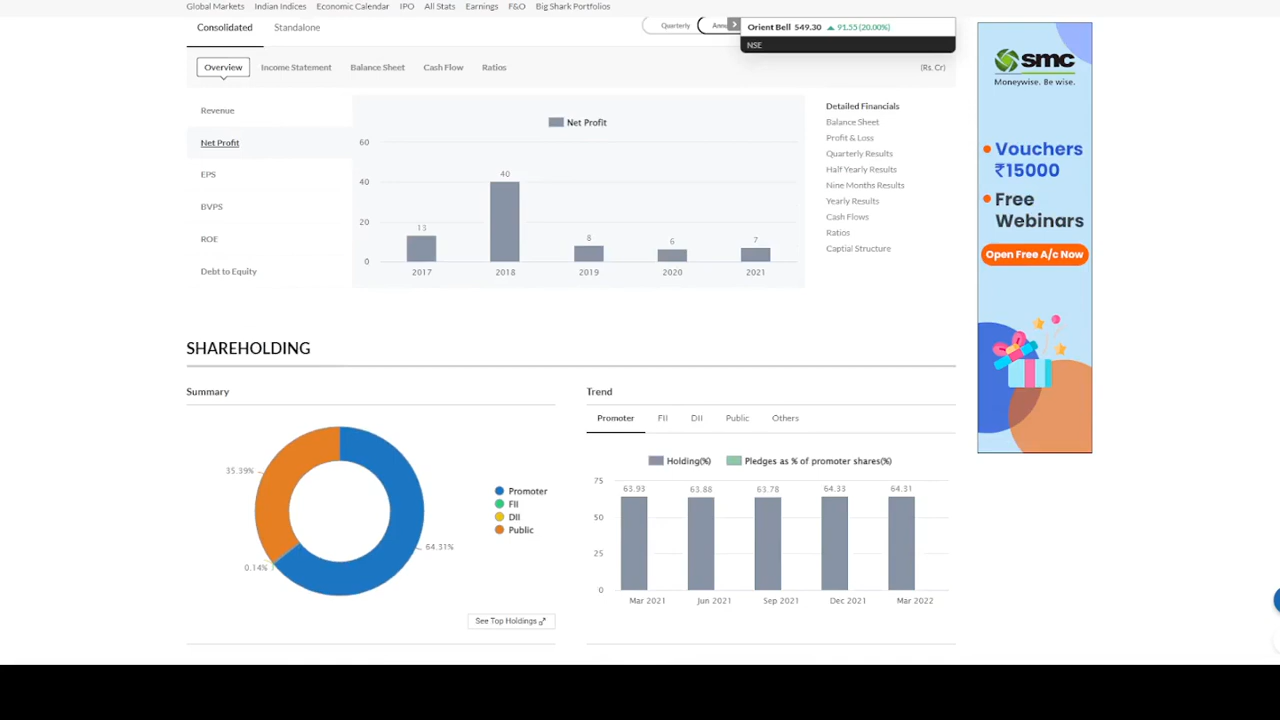 Global Markets Indian Indices Economic Calendar IPO All Stats Earnings F&O Big Shark Portfolios
Consolidated Standalone
Quarterly
Orient Bell 549.30 ▲ 91.55 (20.00%)
NSE
Overview Income Statement Balance Sheet Cash Flow Ratios (Rs. Cr)
Revenue
Net Profit
EPS
BVPS
ROE
Debt to Equity
Net Profit
60
40
20
0
13
40
8
6
7
2017 2018 2019 2020 2021
Detailed Financials
Balance Sheet
Profit & Loss
Quarterly Results
Half Yearly Results
Nine Months Results
Yearly Results
Cash Flows
Ratios
Captial Structure
smc
Moneywise. Be wise.
Vouchers
₹15000
Free
Webinars
Open Free A/c Now
SHAREHOLDING
Summary
35.39%
64.31%
0.14%
Promoter
FII
DII
Public
See Top Holdings
Trend
Promoter FII DII Public Others
Holding(%) Pledges as % of promoter shares(%)
75
50
25
0
63.93 63.88 63.78 64.33 64.31
Mar 2021 Jun 2021 Sep 2021 Dec 2021 Mar 2022